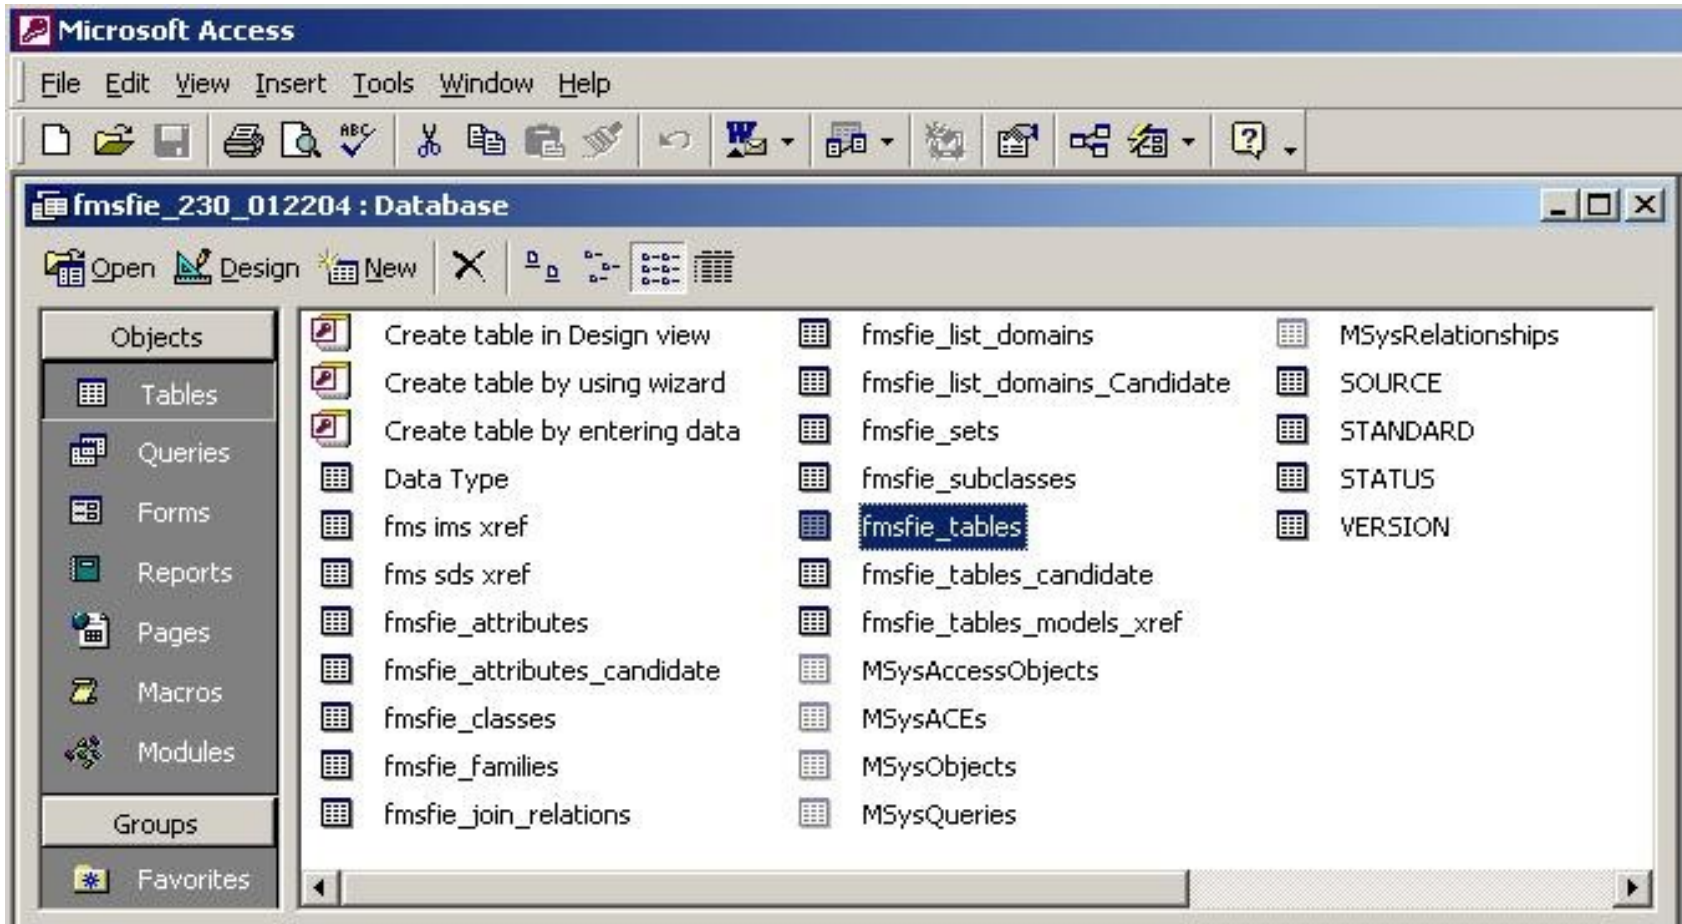 Microsoft Access
File Edit View Insert Tools Window Help
ABC
W
fmsfie_230_012204 : Database
Open Design New
Objects
Tables
Queries
Forms
Reports
Pages
Macros
Modules
Groups
Favorites
Create table in Design view
Create table by using wizard
Create table by entering data
Data Type
fms ims xref
fms sds xref
fmsfie_attributes
fmsfie_attributes_candidate
fmsfie_classes
fmsfie_families
fmsfie_join_relations
fmsfie_list_domains
fmsfie_list_domains_Candidate
fmsfie_sets
fmsfie_subclasses
fmsfie_tables
fmsfie_tables_candidate
fmsfie_tables_models_xref
MSysAccessObjects
MSysACEs
MSysObjects
MSysQueries
MSysRelationships
SOURCE
STANDARD
STATUS
VERSION